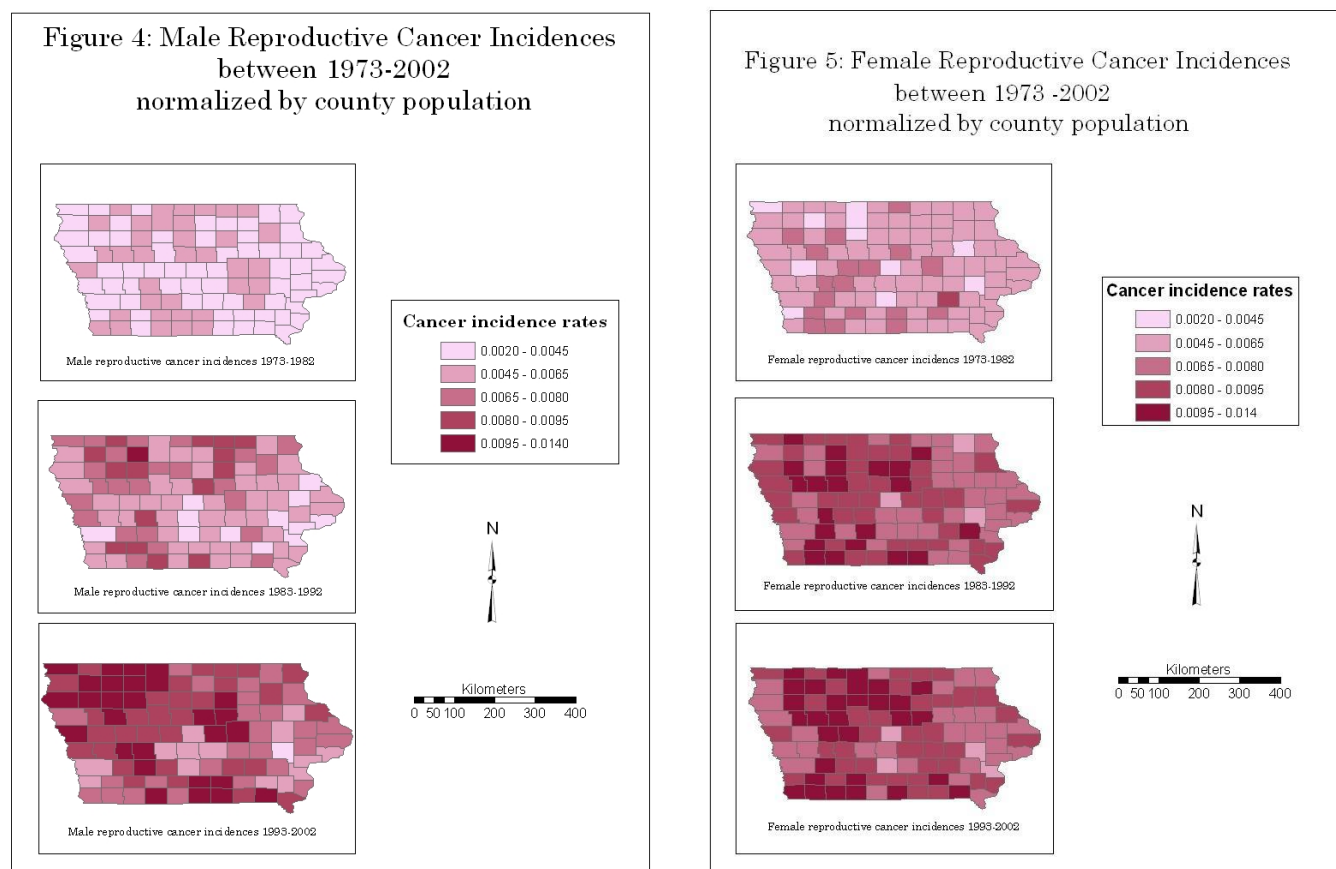 Figure 4: Male Reproductive Cancer Incidences
between 1973-2002
normalized by county population
Male reproductive cancer incidences 1973-1982
Male reproductive cancer incidences 1983-1992
Male reproductive cancer incidences 1993-2002
Cancer incidence rates
0.0020 - 0.0045
0.0045 - 0.0065
0.0065 - 0.0080
0.0080 - 0.0095
0.0095 - 0.0140
N
Kilometers
0 50 100 200 300 400
Figure 5: Female Reproductive Cancer Incidences
between 1973 -2002
normalized by county population
Female reproductive cancer incidencs 1973-1982
Female reproductive cancer incidences 1983-1992
Female reproductive cancer incidences 1993-2002
Cancer incidence rates
0.0020 - 0.0045
0.0045 - 0.0065
0.0065 - 0.0080
0.0080 - 0.0095
0.0095 - 0.014
N
Kilometers
0 50 100 200 300 400